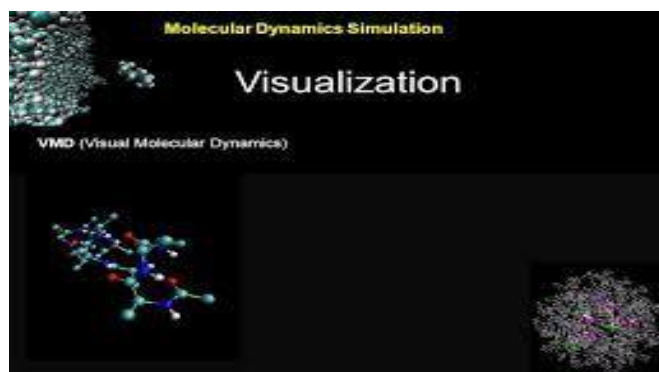 Molecular Dynamics Simulation
Visualization
VMD (Visual Molecular Dynamics)